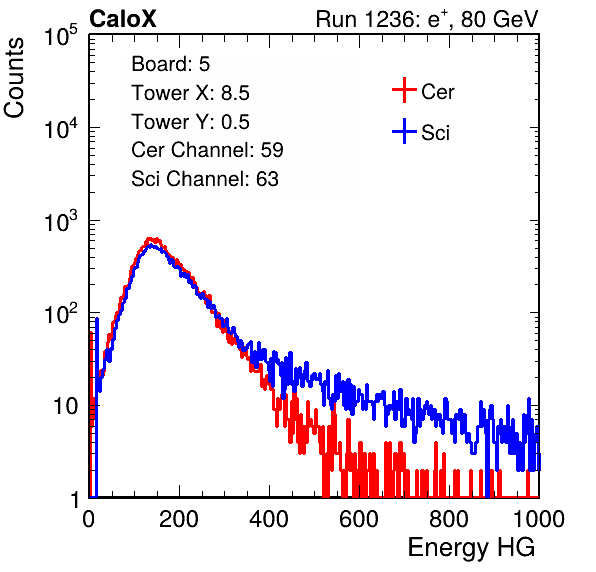 CaloX Run 1236: e⁺, 80 GeV
Counts
Board: 5
Tower X: 8.5
Tower Y: 0.5
Cer Channel: 59
Sci Channel: 63
Cer
Sci
10⁵
10⁴
10³
10²
10
1
0 200 400 600 800 1000
Energy HG